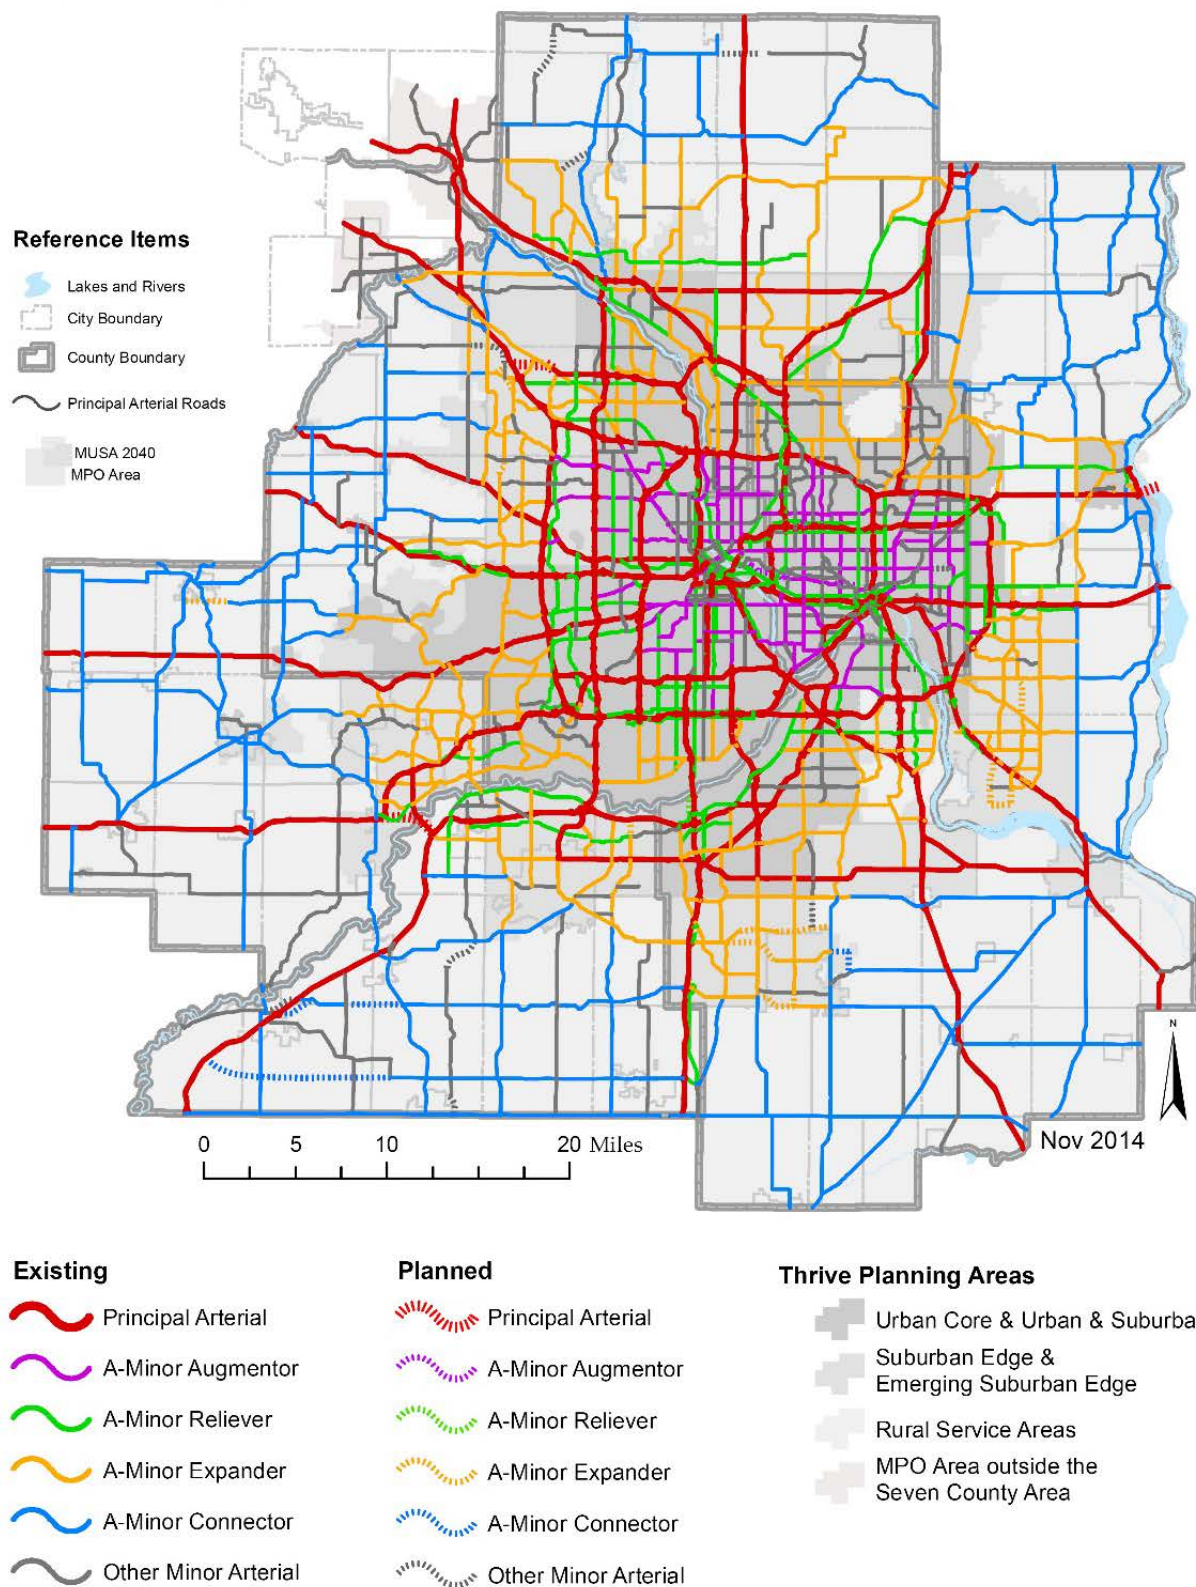 Reference Items
Lakes and Rivers
City Boundary
County Boundary
Principal Arterial Roads
MUSA 2040
MPO Area
N
Nov 2014
0 5 10 20 Miles
Existing
Principal Arterial
A-Minor Augmentor
A-Minor Reliever
A-Minor Expander
A-Minor Connector
Other Minor Arterial
Planned
Principal Arterial
A-Minor Augmentor
A-Minor Reliever
A-Minor Expander
A-Minor Connector
Other Minor Arterial
Thrive Planning Areas
Urban Core & Urban & Suburba
Suburban Edge &
Emerging Suburban Edge
Rural Service Areas
MPO Area outside the
Seven County Area